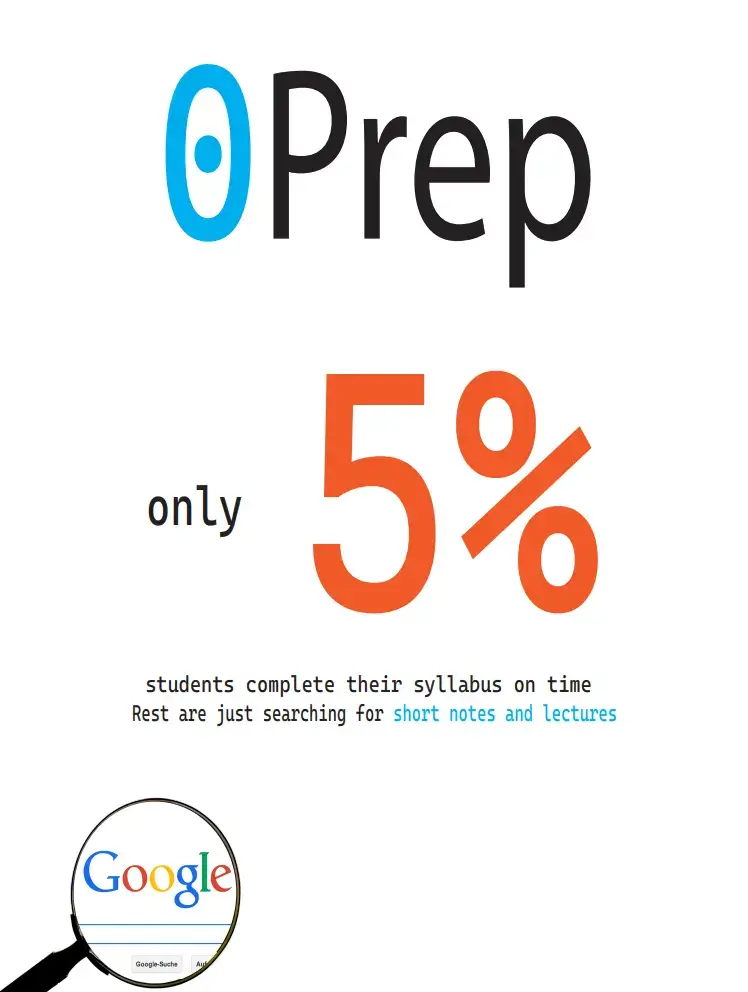 0Prep
only 5%
students complete their syllabus on time
Rest are just searching for short notes and lectures
Google
Google-Suche